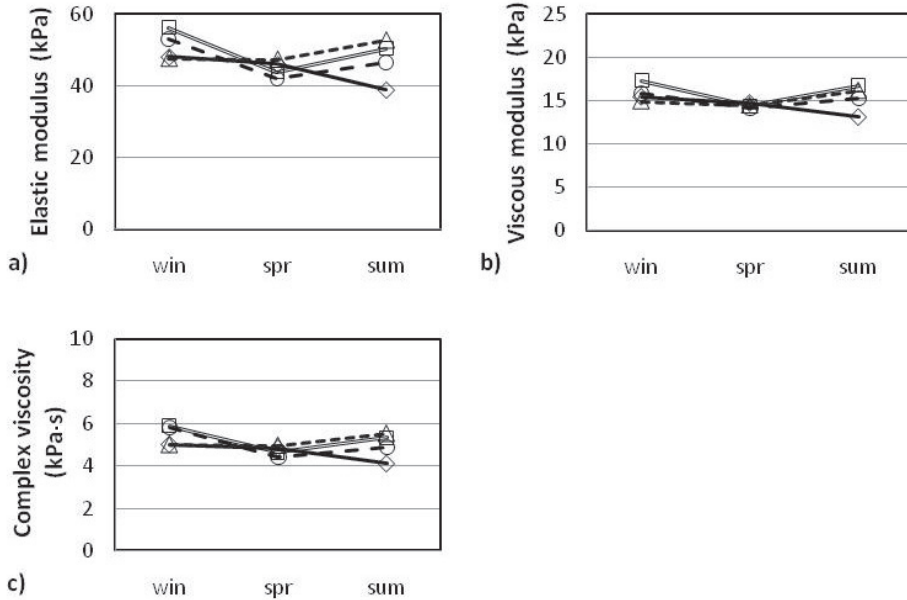 Elastic modulus (kPa)
60
40
20
0
win spr sum
a)
Viscous modulus (kPa)
25
20
15
10
5
0
win spr sum
b)
Complex viscosity
(kPa·s)
10
8
6
4
2
0
win spr sum
c)